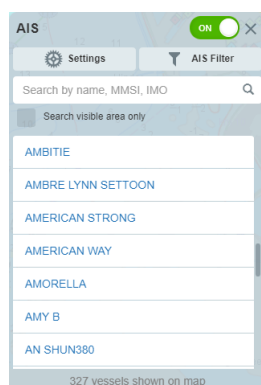 AIS
ON
Settings
AIS Filter
Search by name, MMSI, IMO
Search visible area only
AMBITIE
AMBRE LYNN SETTOON
AMERICAN STRONG
AMERICAN WAY
AMORELLA
AMY B
AN SHUN380
327 vessels shown on map